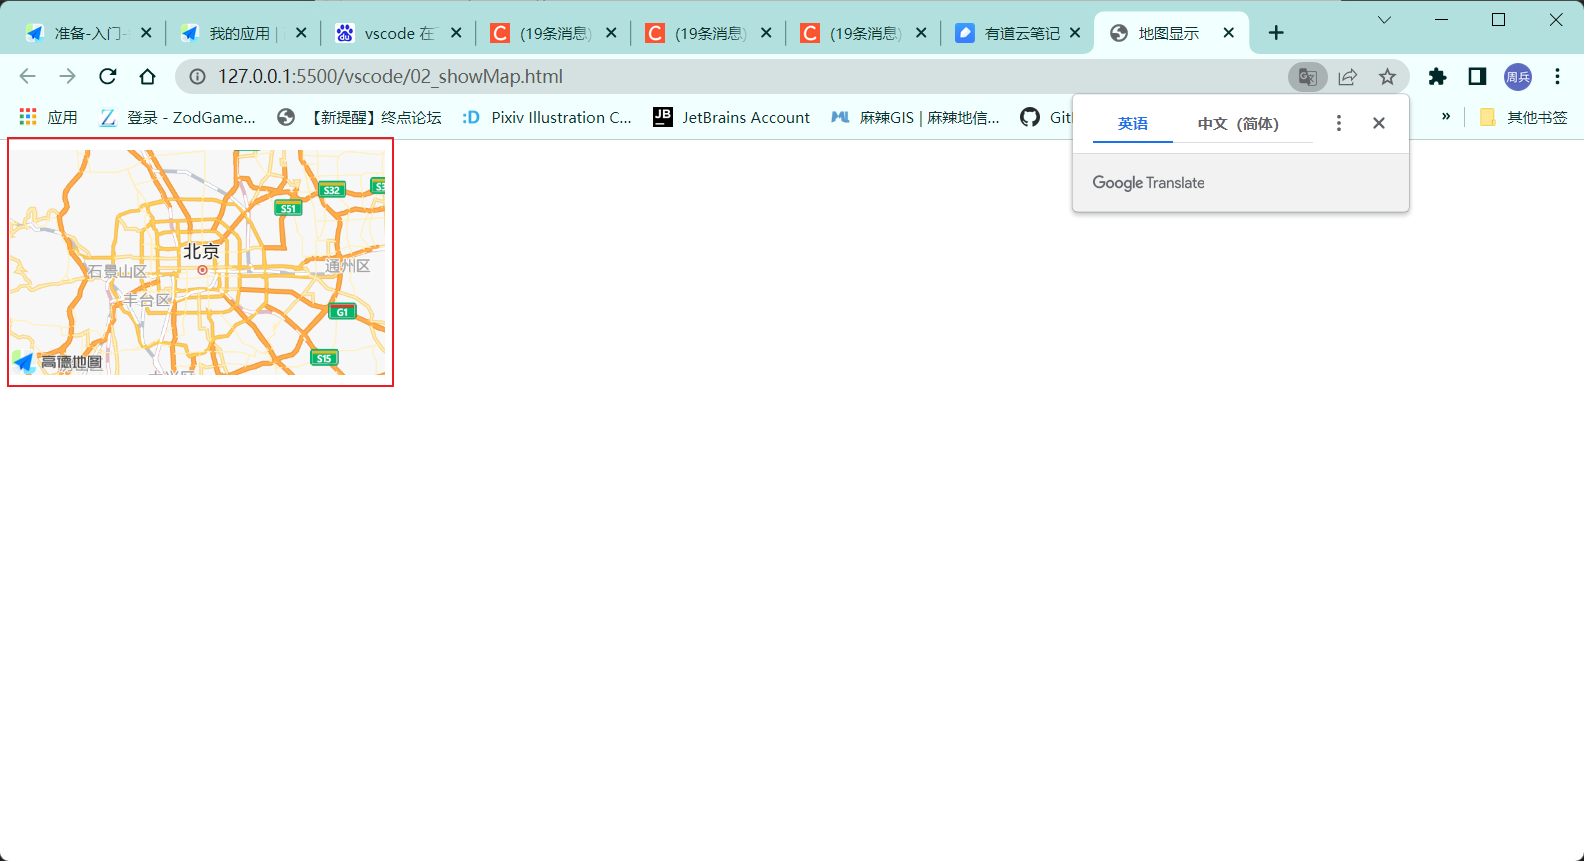 准备-入门-
我的应用 |
vscode 在
(19条消息)
(19条消息)
(19条消息)
有道云笔记
地图显示
127.0.0.1:5500/vscode/02_showMap.html
周兵
应用
登录 - ZodGame...
【新提醒】终点论坛
Pixiv Illustration C...
JetBrains Account
麻辣GIS | 麻辣地信...
» 其他书签
英语
中文（简体）
Google Translate
S32
S51
北京
石景山区
通州区
丰台区
G1
S15
高德地图